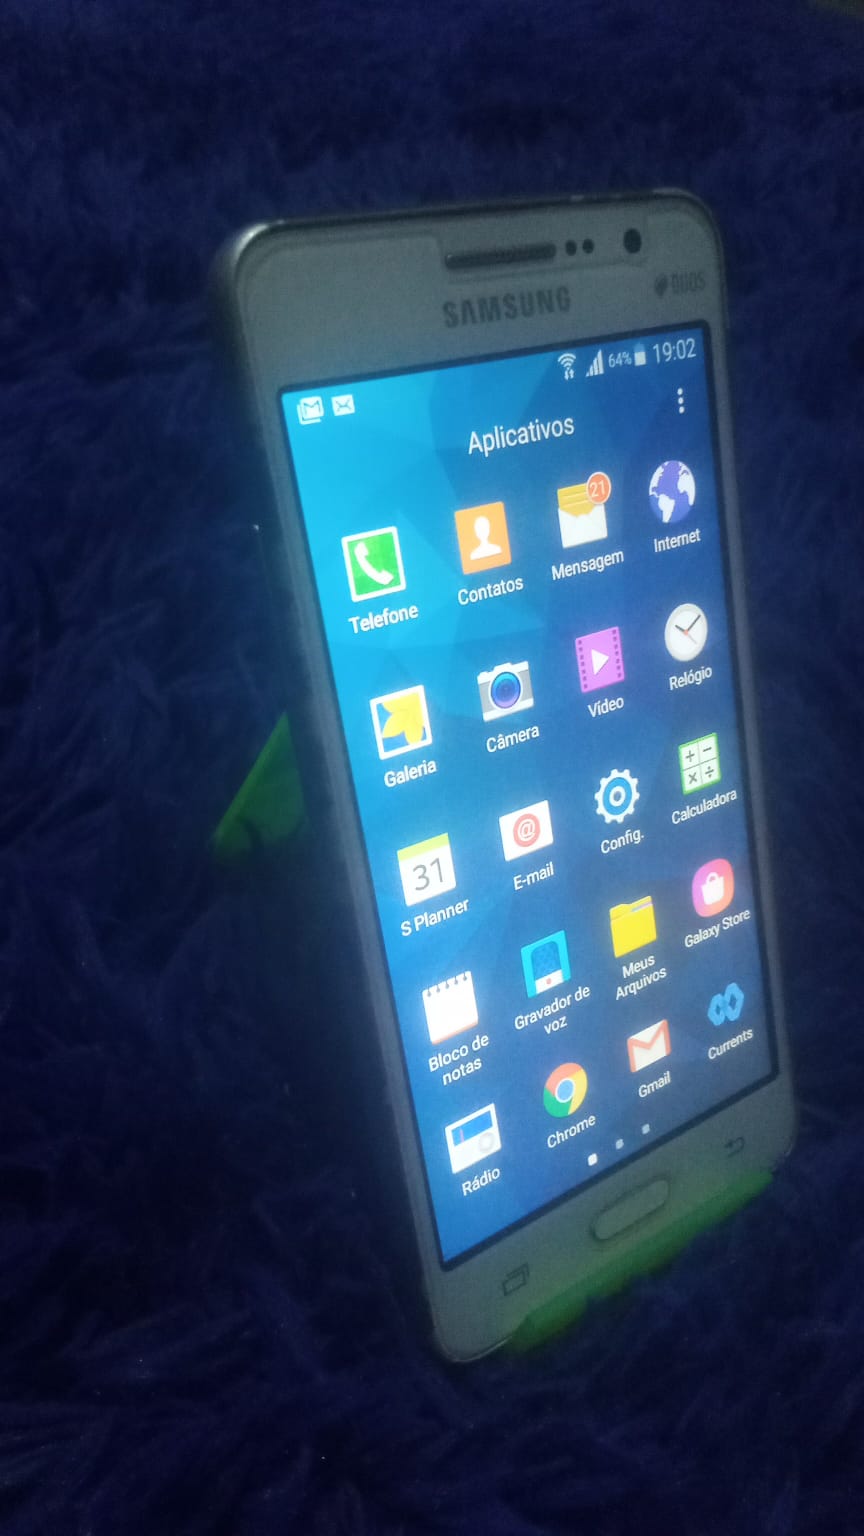 SAMSUNG
DUOS
64% 19:02
Aplicativos
Telefone
Contatos
21
Mensagem
Internet
Galeria
Câmera
Vídeo
Relógio
31
S Planner
@
E-mail
Config.
Calculadora
Bloco de
notas
Gravador de
voz
Meus
Arquivos
Galaxy Store
Rádio
Chrome
Gmail
Currents